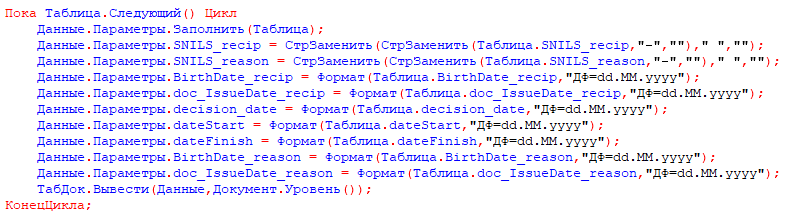 Пока Таблица.Следующий() Цикл
Данные.Параметры.Заполнить(Таблица);
Данные.Параметры.SNILS_recip = СтрЗаменить(СтрЗаменить(Таблица.SNILS_recip,"-","")," ","");
Данные.Параметры.SNILS_reason = СтрЗаменить(СтрЗаменить(Таблица.SNILS_reason,"-","")," ","");
Данные.Параметры.BirthDate_recip = Формат(Таблица.BirthDate_recip,"ДФ=dd.MM.yyyy");
Данные.Параметры.doc_IssueDate_recip = Формат(Таблица.doc_IssueDate_recip,"ДФ=dd.MM.yyyy");
Данные.Параметры.decision_date = Формат(Таблица.decision_date,"ДФ=dd.MM.yyyy");
Данные.Параметры.dateStart = Формат(Таблица.dateStart,"ДФ=dd.MM.yyyy");
Данные.Параметры.dateFinish = Формат(Таблица.dateFinish,"ДФ=dd.MM.yyyy");
Данные.Параметры.BirthDate_reason = Формат(Таблица.BirthDate_reason,"ДФ=dd.MM.yyyy");
Данные.Параметры.doc_IssueDate_reason = Формат(Таблица.doc_IssueDate_reason,"ДФ=dd.MM.yyyy");
ТабДок.Вывести(Данные,Документ.Уровень());
КонецЦикла;